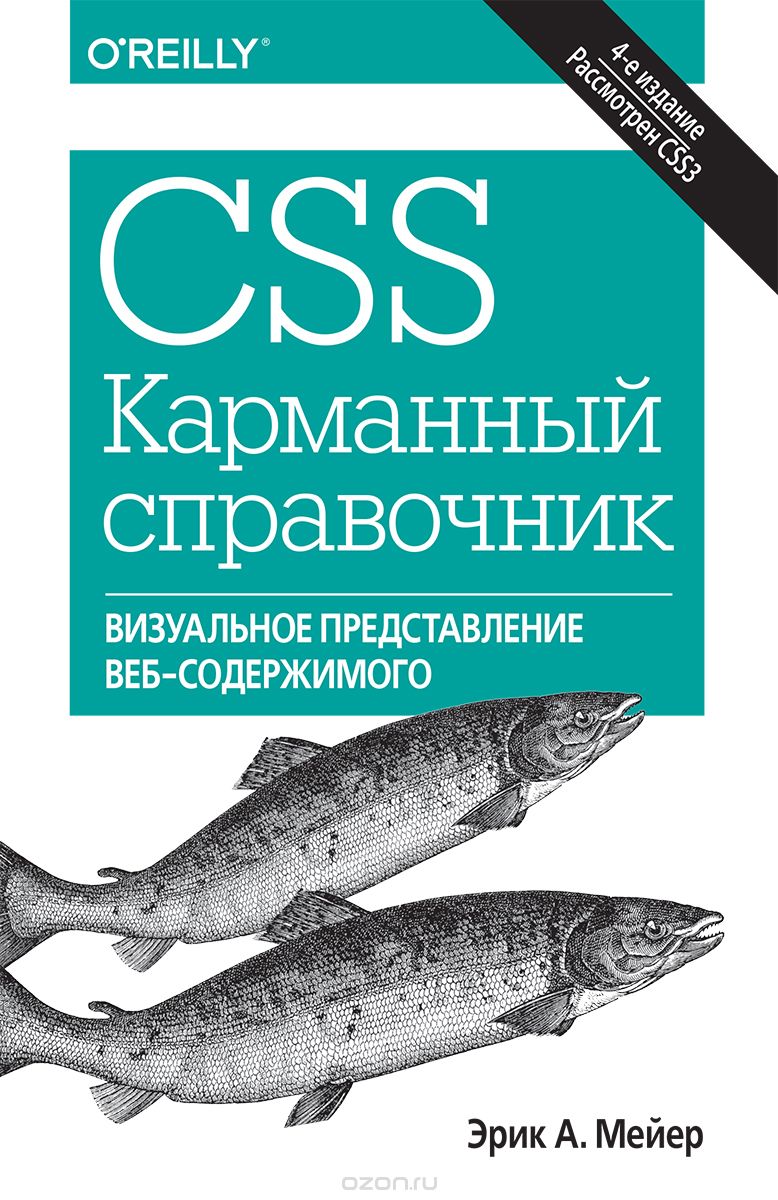 O'REILLY®
4-е издание
Рассмотрен CSS3
CSS
Карманный
справочник
ВИЗУАЛЬНОЕ ПРЕДСТАВЛЕНИЕ
ВЕБ-СОДЕРЖИМОГО
Эрик А. Мейер
ozon.ru